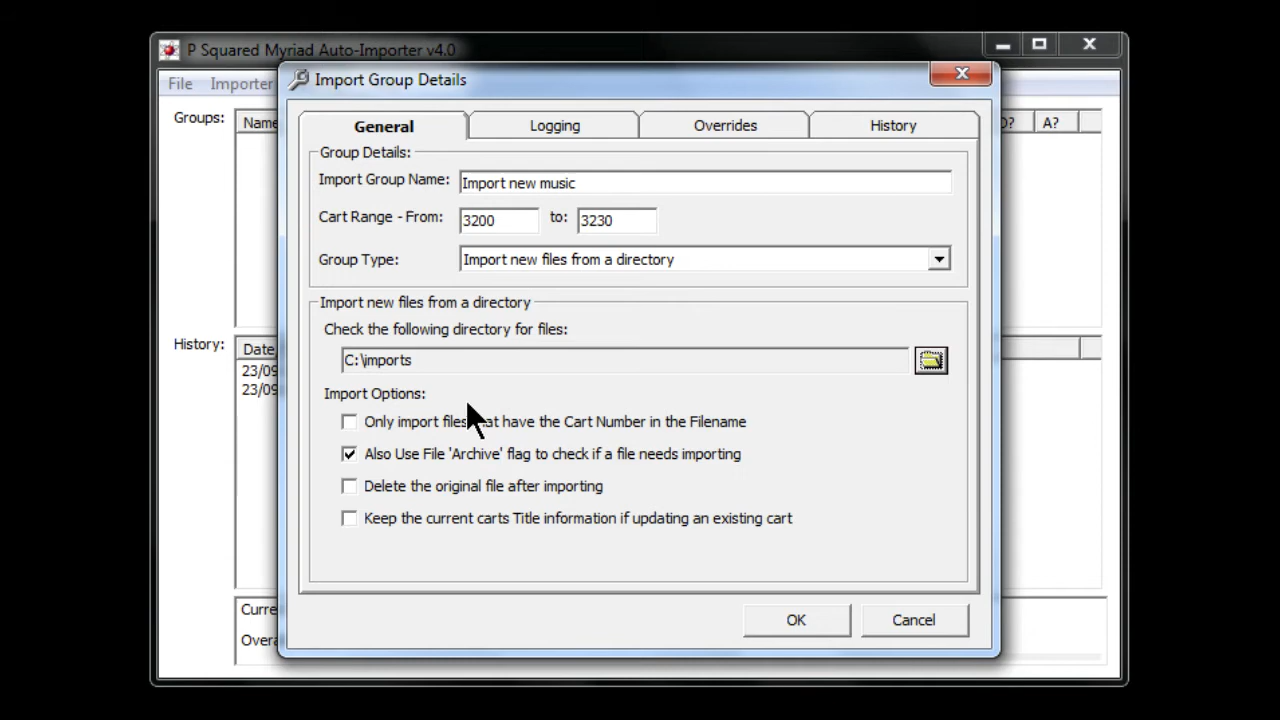 P Squared Myriad Auto-Importer v4.0
Import Group Details
File Importer
Groups:
Name
D? A?
General Logging Overrides History
Group Details:
Import Group Name: Import new music
Cart Range - From: 3200 to: 3230
Group Type: Import new files from a directory
Import new files from a directory
Check the following directory for files:
History:
Date
C:\imports
23/09
23/09
Import Options:
Only import files that have the Cart Number in the Filename
Also Use File 'Archive' flag to check if a file needs importing
Delete the original file after importing
Keep the current carts Title information if updating an existing cart
Curre
Overa
OK Cancel